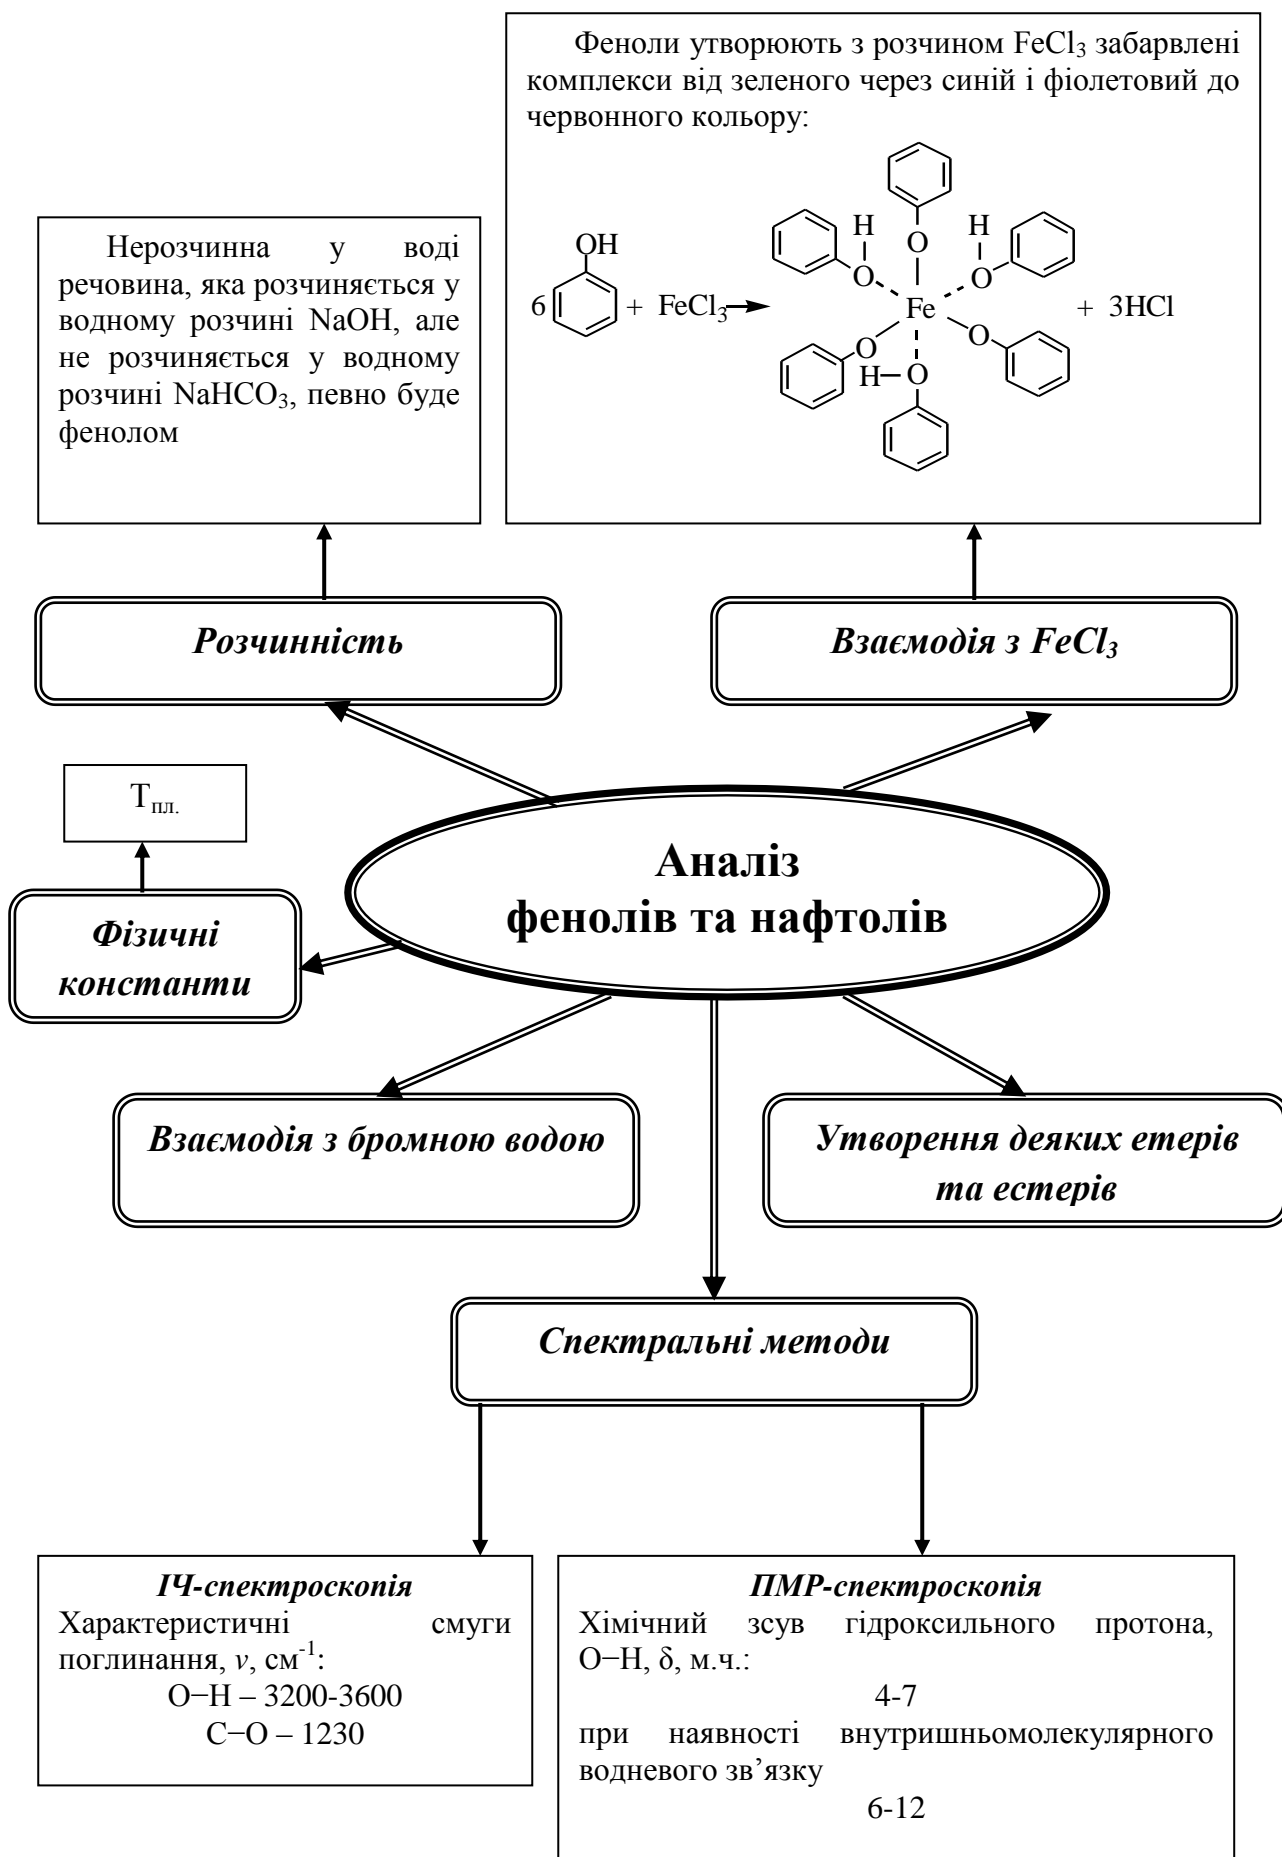 Феноли утворюють з розчином FeCl3 забарвлені
комплекси від зеленого через синій і фіолетовий до
червонного кольору:
OH
6
+ FeCl3
H
O
O
H
O
Fe
O
O
H
O
+ 3HCl
Нерозчинна у воді
речовина, яка розчиняється у
водному розчині NaOH, але
не розчиняється у водному
розчині NaHCO3, певно буде
фенолом
Розчинність
Взаємодія з FeCl3
Тпл.
Аналіз
фенолів та нафтолів
Фізичні
константи
Взаємодія з бромною водою
Утворення деяких етерів
та естерів
Спектральні методи
ІЧ-спектроскопія
Характеристичні смуги
поглинання, ν, см-1:
О−Н – 3200-3600
С−О – 1230
ПМР-спектроскопія
Хімічний зсув гідроксильного протона,
О−Н, δ, м.ч.:
4-7
при наявності внутришньомолекулярного
водневого зв’язку
6-12